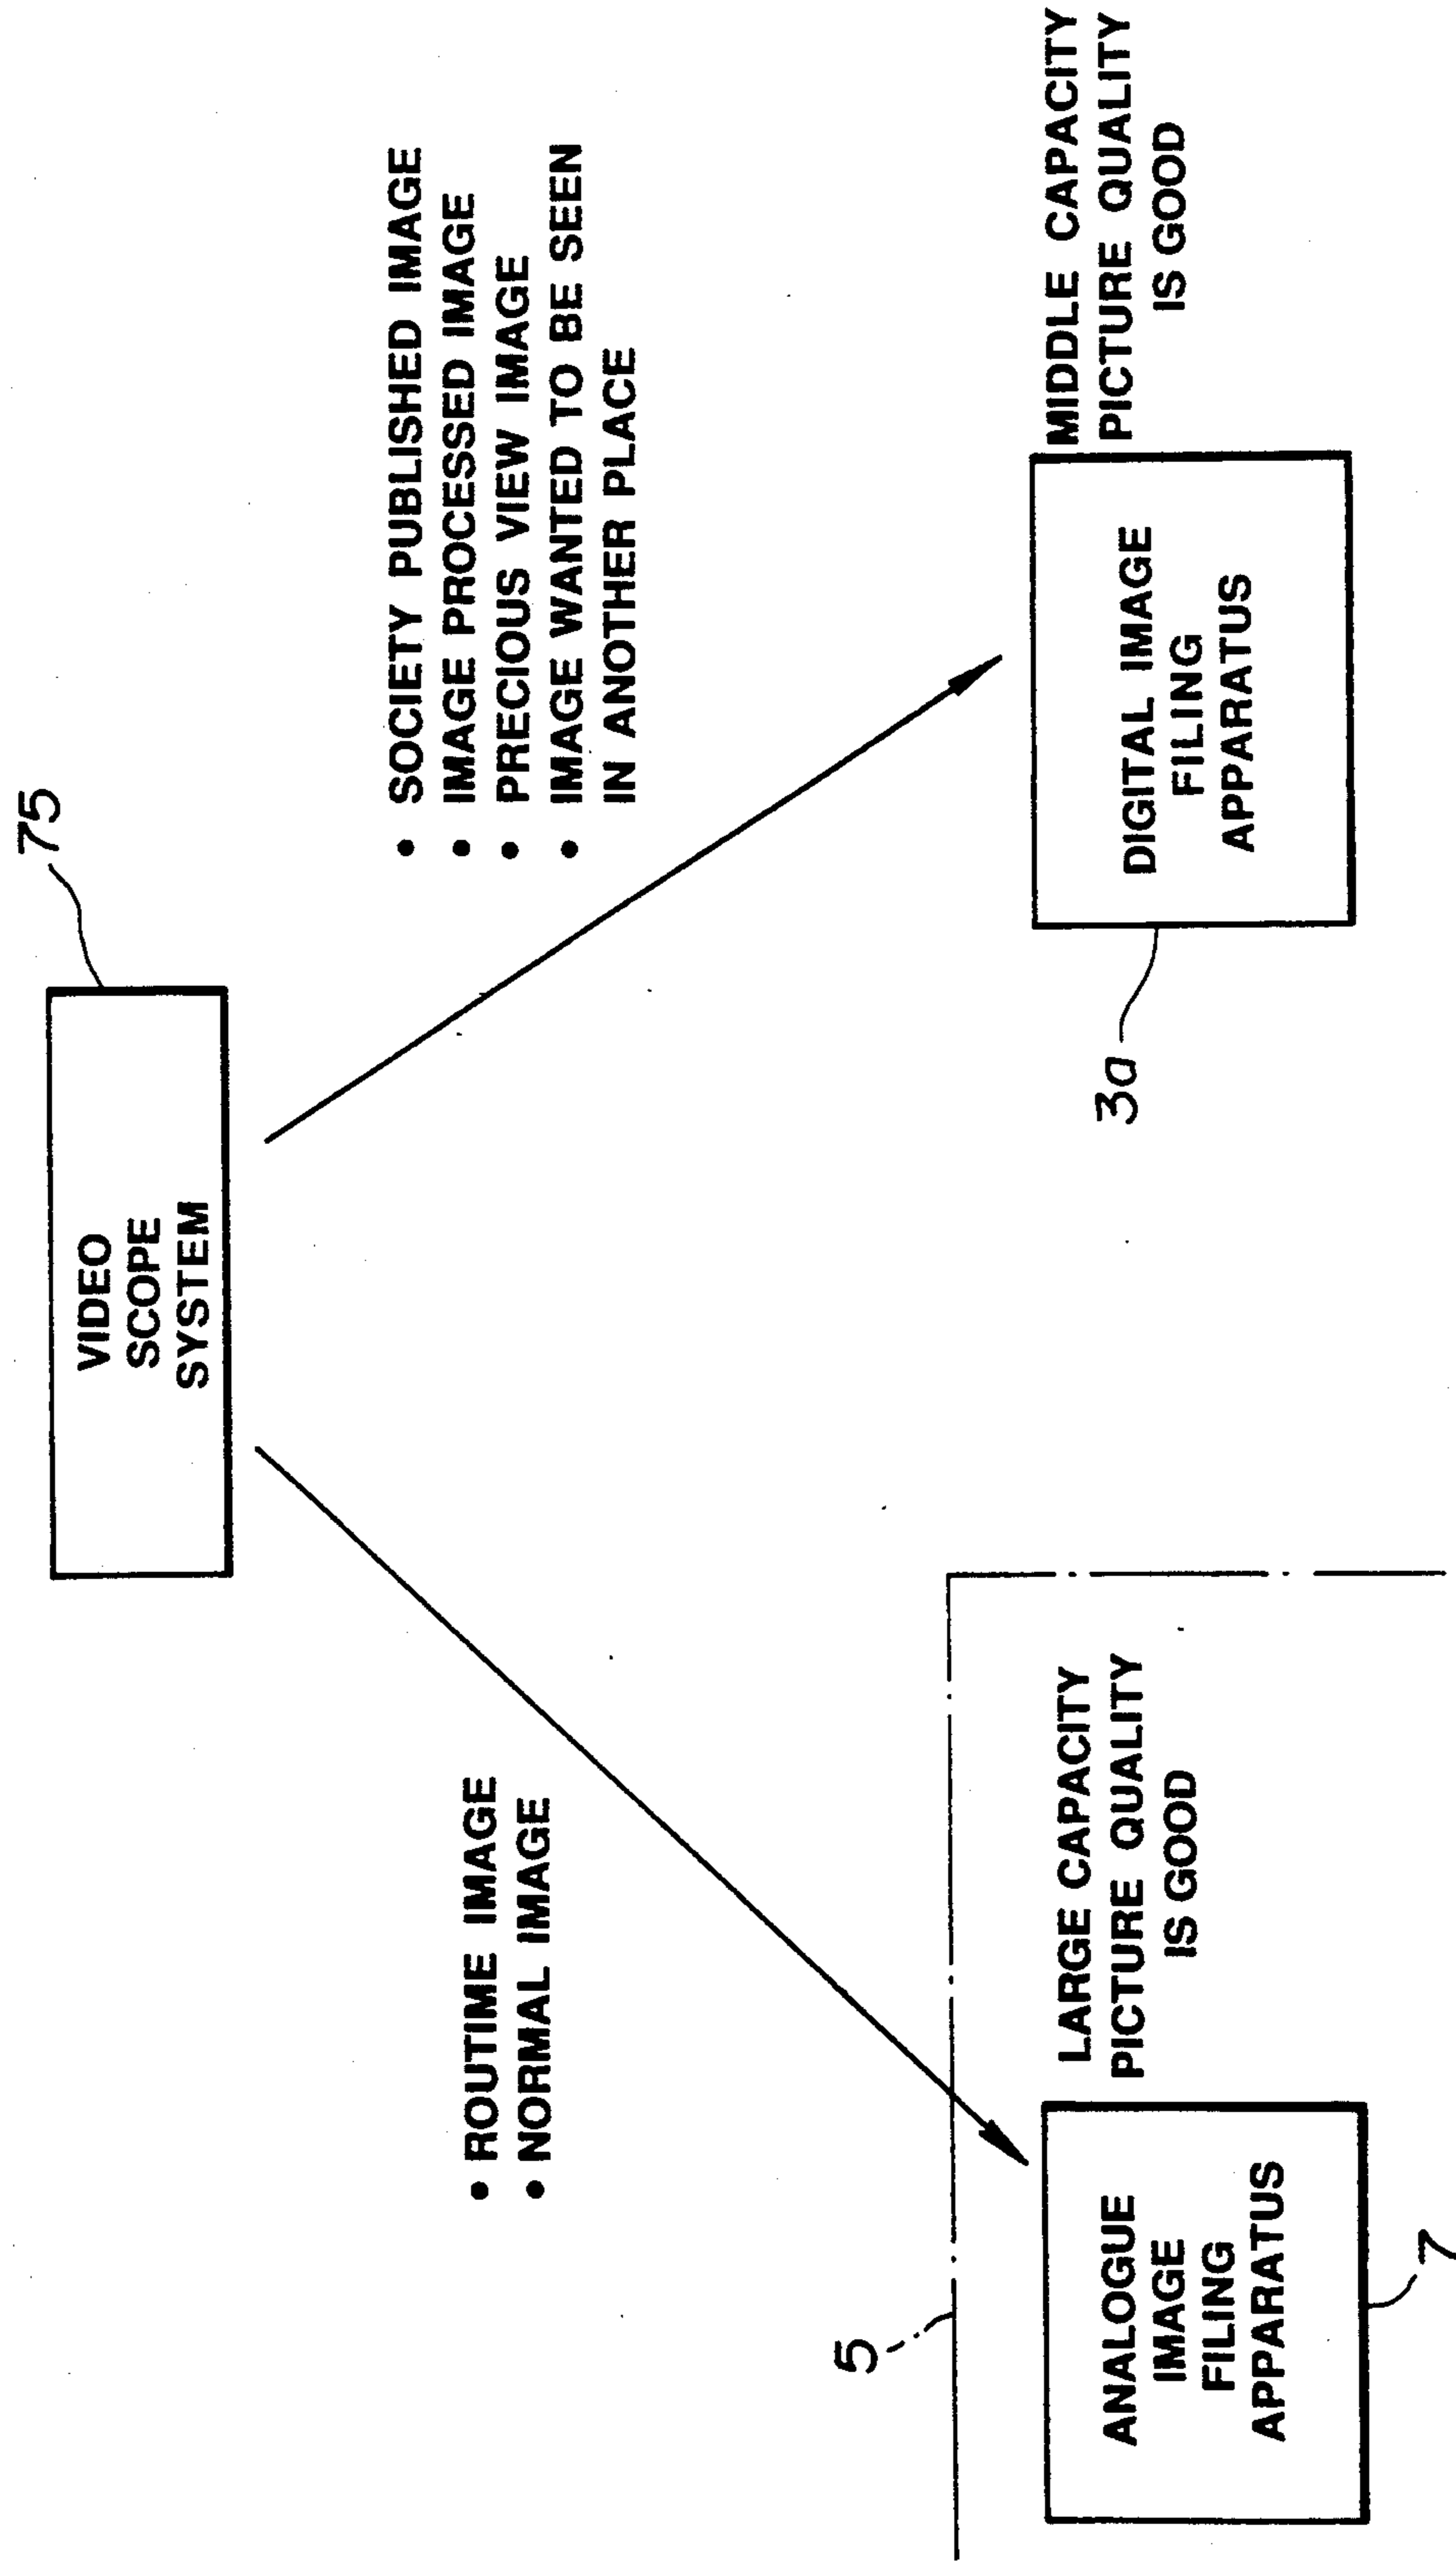 75
VIDEO
SCOPE
SYSTEM
• ROUTIME IMAGE
• NORMAL IMAGE
• SOCIETY PUBLISHED IMAGE
• IMAGE PROCESSED IMAGE
• PRECIOUS VIEW IMAGE
• IMAGE WANTED TO BE SEEN
IN ANOTHER PLACE
5
ANALOGUE
IMAGE
FILING
APPARATUS
7
LARGE CAPACITY
PICTURE QUALITY
IS GOOD
3a
DIGITAL IMAGE
FILING
APPARATUS
MIDDLE CAPACITY
PICTURE QUALITY
IS GOOD